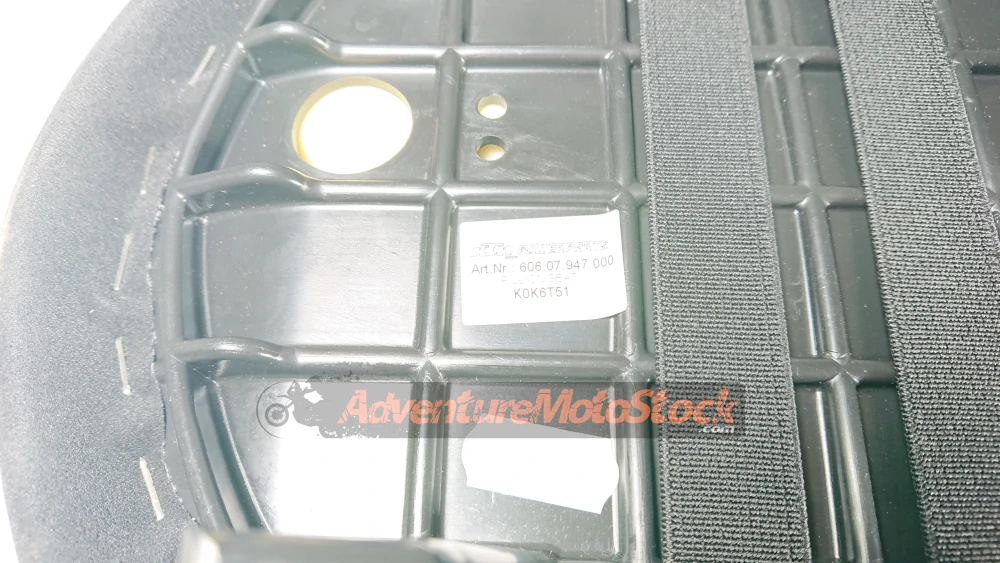 Art.Nr.: 606.07.947.000
K0K6T51
AdventureMotoStock
.com